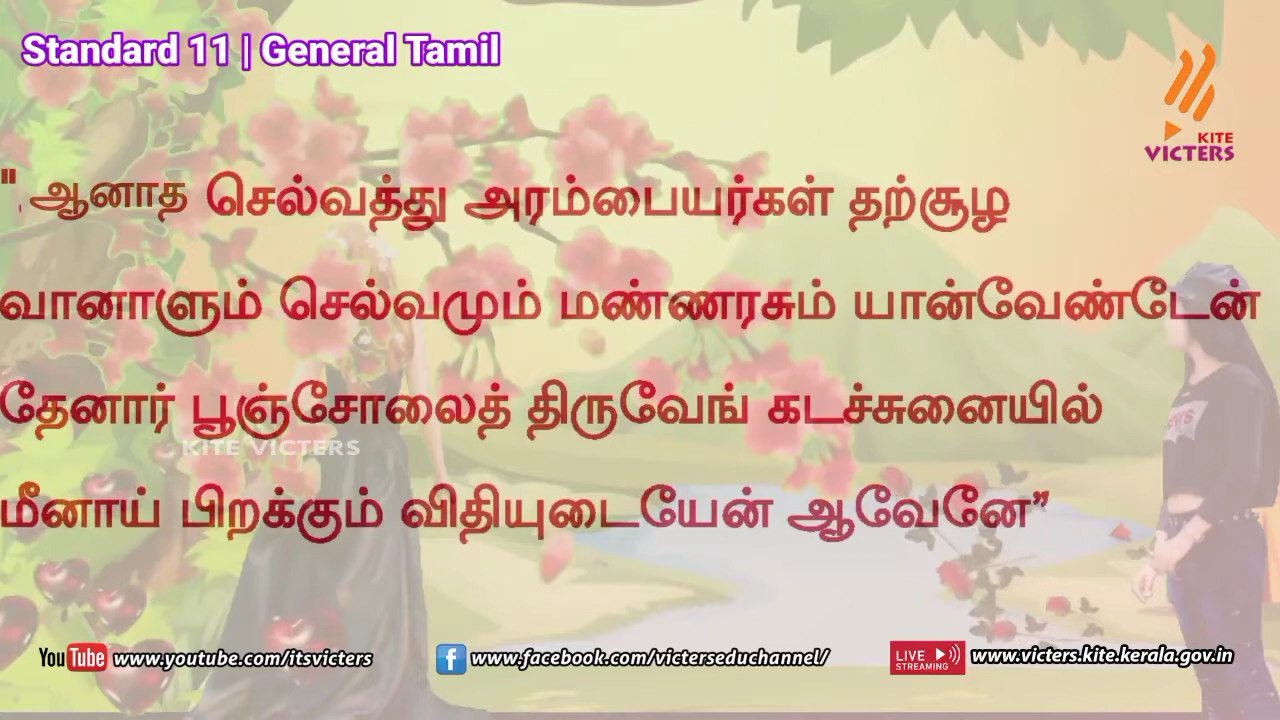 Standard 11 | General Tamil
KITE
VICTERS
" ஆனாத செல்வத்து அரம்பையர்கள் தற்சூழ
வானாளும் செல்வமும் மண்ணரசும் யான்வேண்டேன்
தேனார் பூஞ்சோலைத் திருவேங் கடச்சுனையில்
KITE VICTERS
மீனாய் பிறக்கும் விதியுடையேன் ஆவேனே”
YouTube www.youtube.com/itsvicters
f www.facebook.com/victerseduchannel/
LIVE STREAMING www.victers.kite.kerala.gov.in